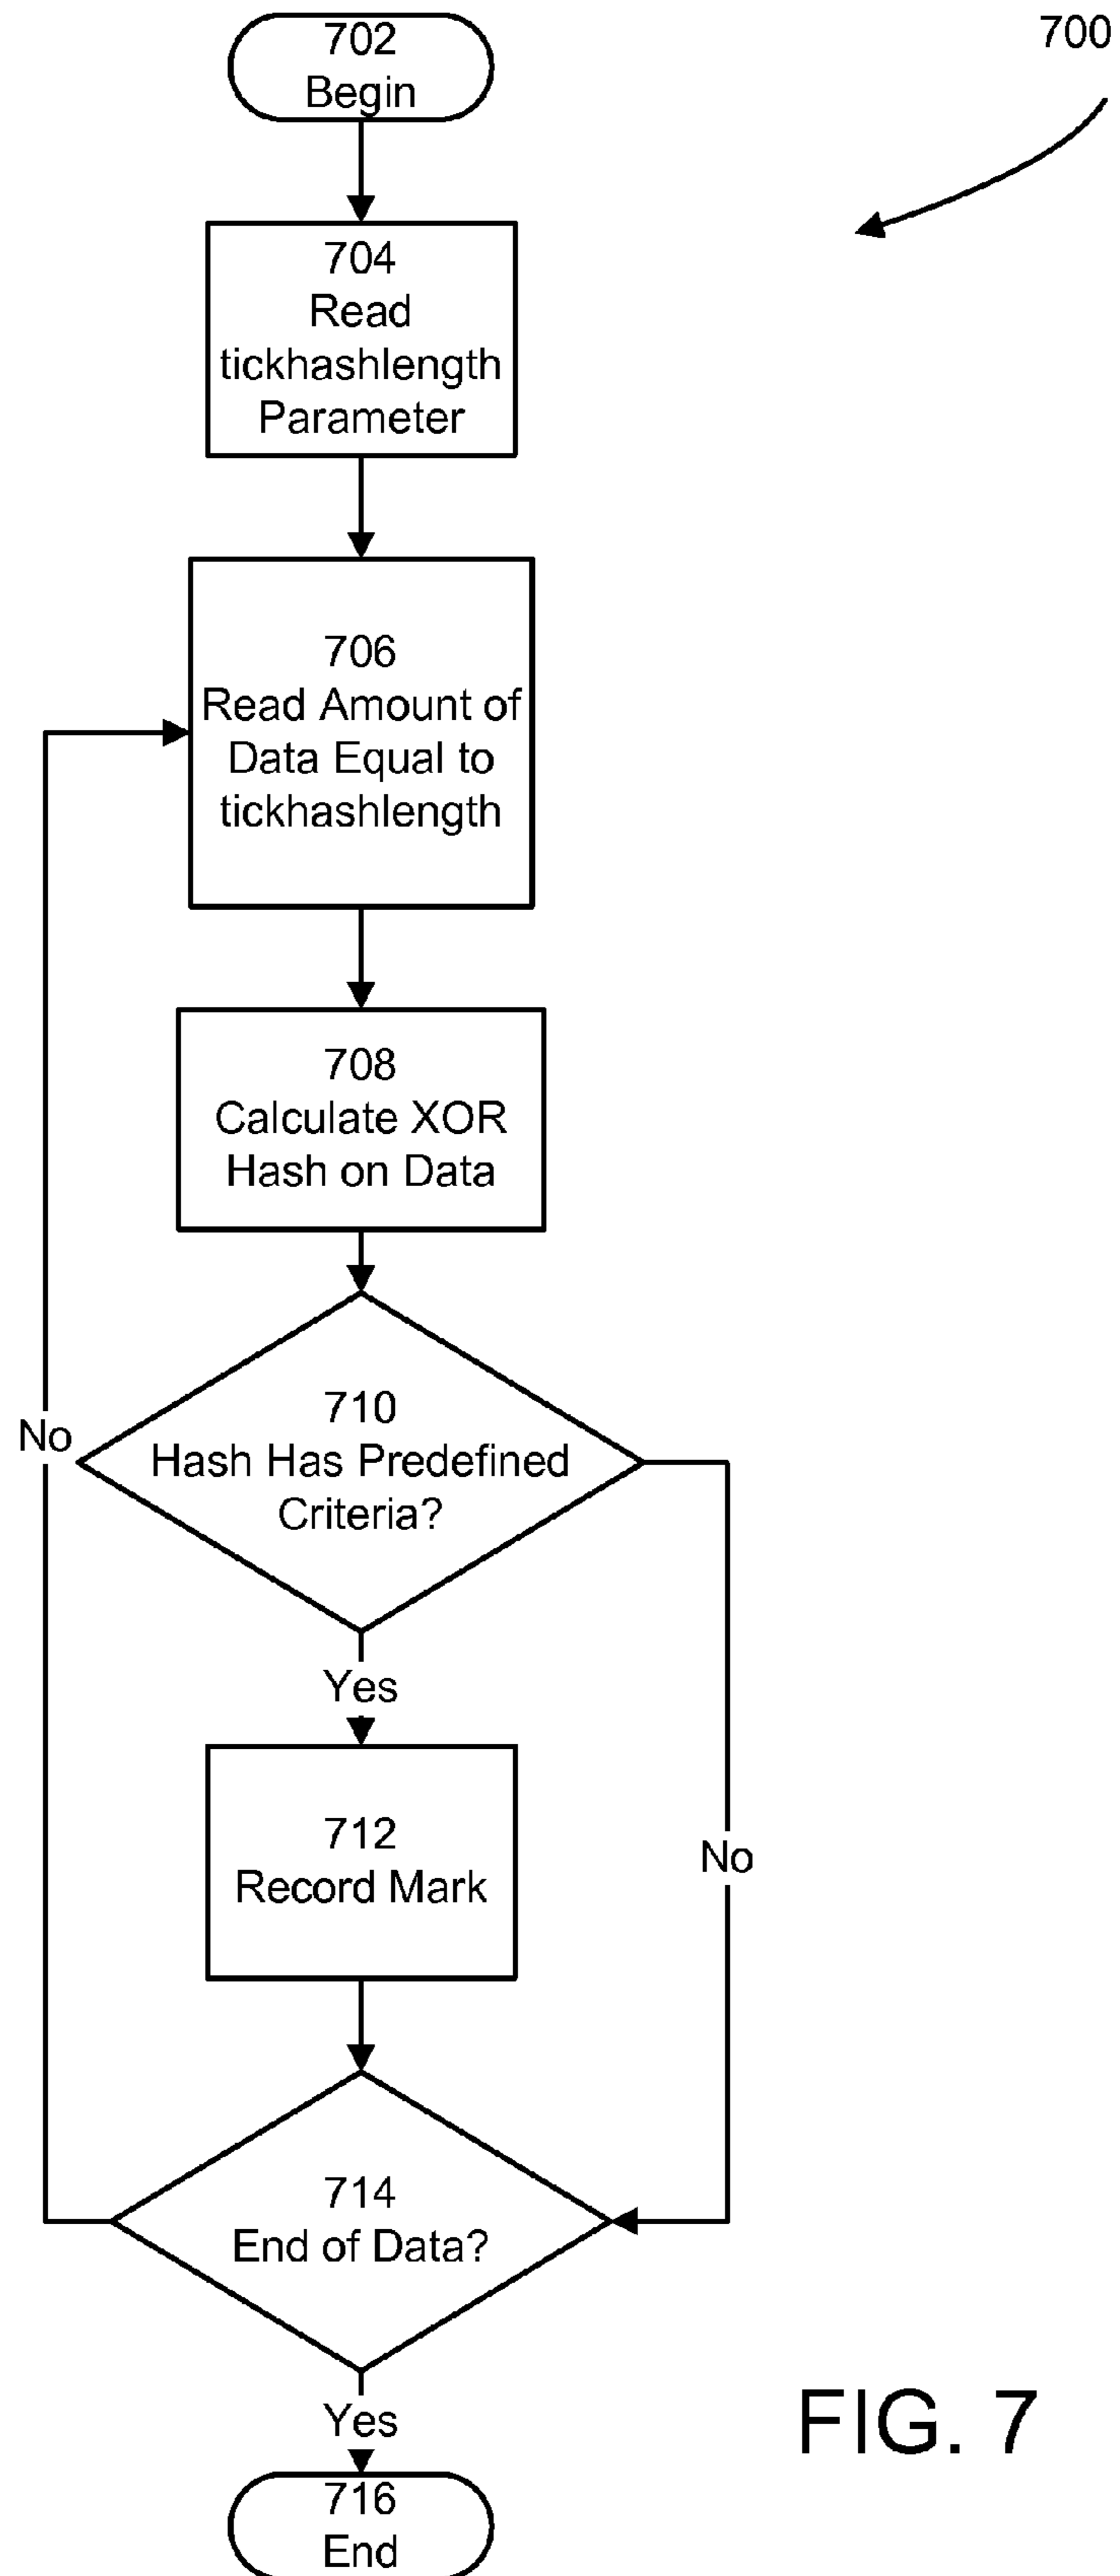 700
702
Begin
704
Read
tickhashlength
Parameter
706
Read Amount of
Data Equal to
tickhashlength
708
Calculate XOR
Hash on Data
710
Hash Has Predefined
Criteria?
No
Yes
712
Record Mark
No
714
End of Data?
Yes
716
End
FIG. 7